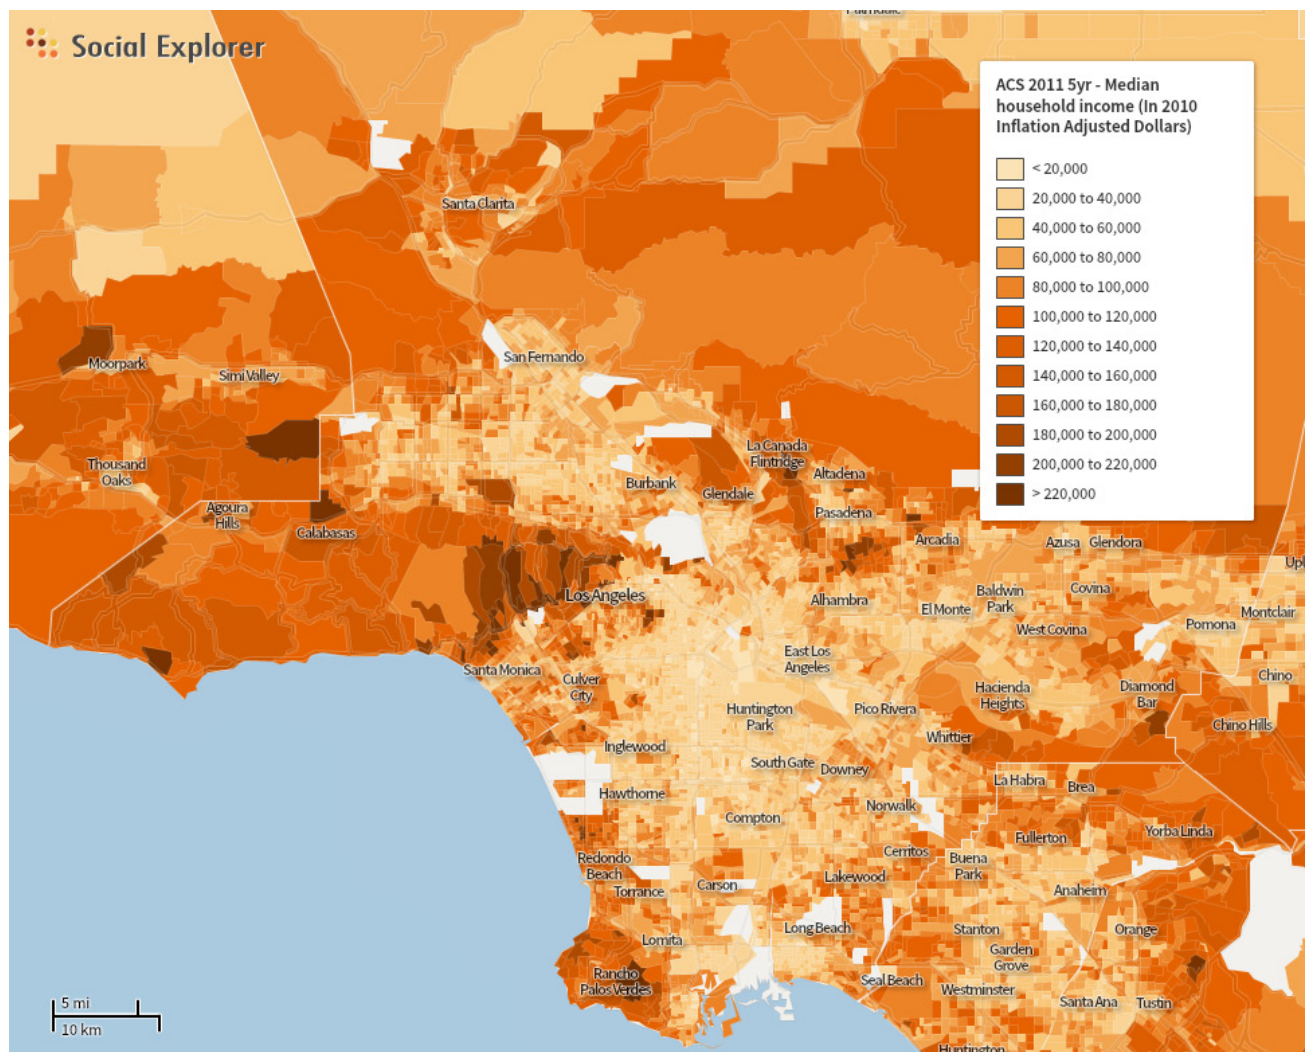 Palmdale
Social Explorer
ACS 2011 5yr - Median
household income (In 2010
Inflation Adjusted Dollars)
< 20,000
20,000 to 40,000
40,000 to 60,000
60,000 to 80,000
80,000 to 100,000
100,000 to 120,000
120,000 to 140,000
140,000 to 160,000
160,000 to 180,000
180,000 to 200,000
200,000 to 220,000
> 220,000
Santa Clarita
San Fernando
Moorpark
Simi Valley
La Canada
Flintridge
Thousand
Oaks
Altadena
Burbank
Glendale
Agoura
Hills
Pasadena
Calabasas
Arcadia
Azusa
Glendora
Upl
Los Angeles
Alhambra
El Monte
Baldwin
Park
Covina
Montclair
Pomona
West Covina
East Los
Angeles
Santa Monica
Culver
City
Chino
Hacienda
Heights
Diamond
Bar
Huntington
Park
Pico Rivera
Chino Hills
Whittier
Inglewood
South Gate
Downey
La Habra
Brea
Hawthorne
Norwalk
Compton
Yorba Linda
Fullerton
Cerritos
Redondo
Beach
Buena
Park
Lakewood
Torrance
Carson
Anaheim
Long Beach
Stanton
Orange
Lomita
Garden
Grove
Rancho
Palos Verdes
Seal Beach
Westminster
Santa Ana
Tustin
5 mi
10 km
Huntington